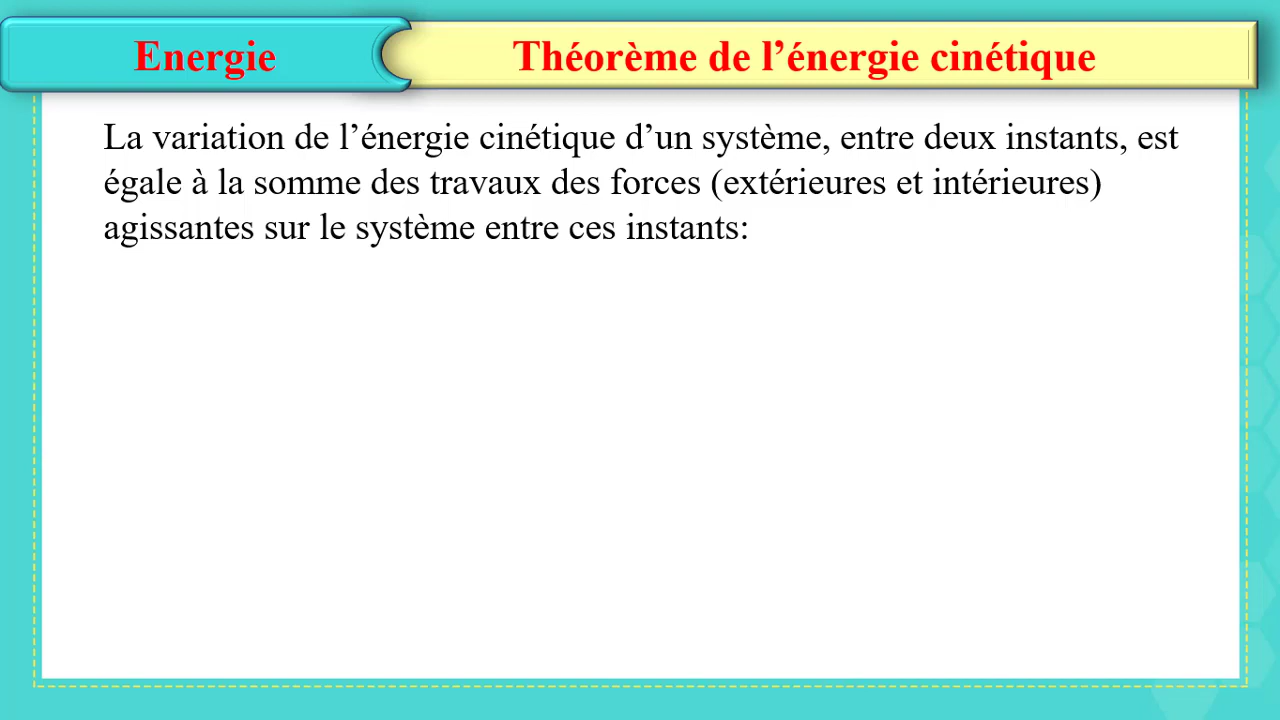 Energie
Théorème de l’énergie cinétique
La variation de l’énergie cinétique d’un système, entre deux instants, est
égale à la somme des travaux des forces (extérieures et intérieures)
agissantes sur le système entre ces instants: